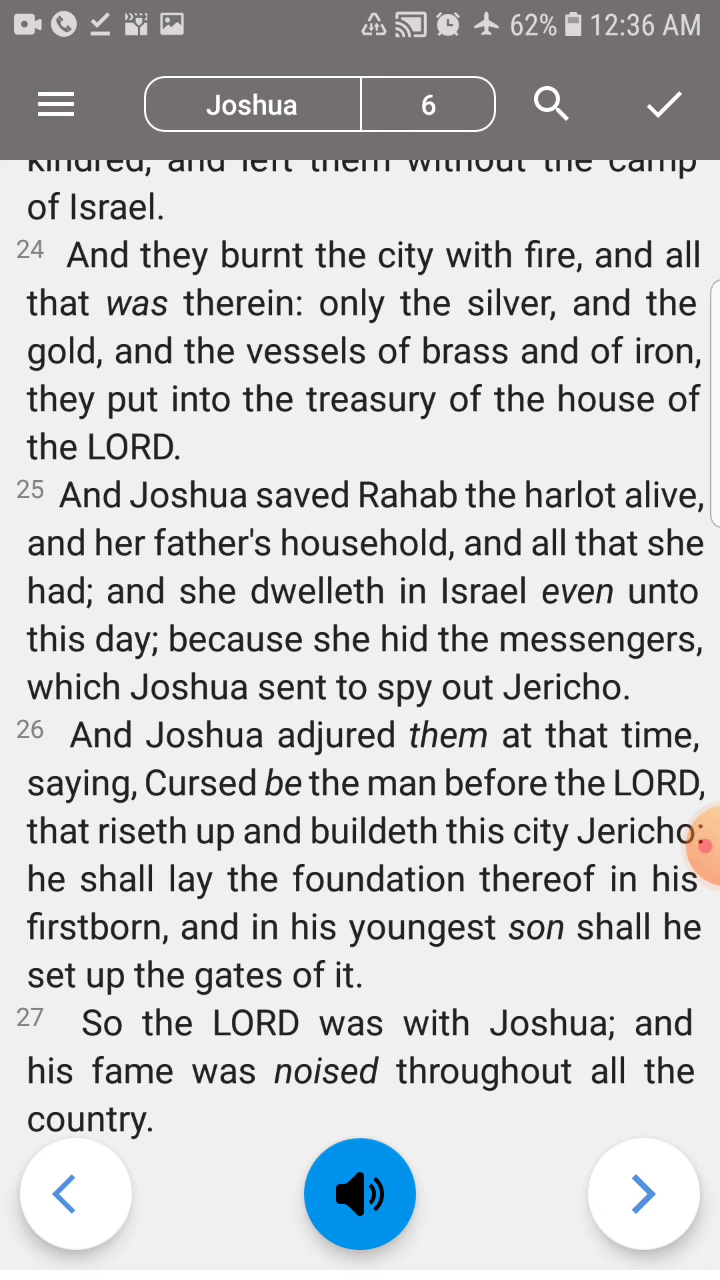 62% 12:36 AM
Joshua 6
kindred, and left them without the camp
of Israel.
24 And they burnt the city with fire, and all
that was therein: only the silver, and the
gold, and the vessels of brass and of iron,
they put into the treasury of the house of
the LORD.
25 And Joshua saved Rahab the harlot alive,
and her father's household, and all that she
had; and she dwelleth in Israel even unto
this day; because she hid the messengers,
which Joshua sent to spy out Jericho.
26 And Joshua adjured them at that time,
saying, Cursed be the man before the LORD,
that riseth up and buildeth this city Jericho:
he shall lay the foundation thereof in his
firstborn, and in his youngest son shall he
set up the gates of it.
27 So the LORD was with Joshua; and
his fame was noised throughout all the
country.